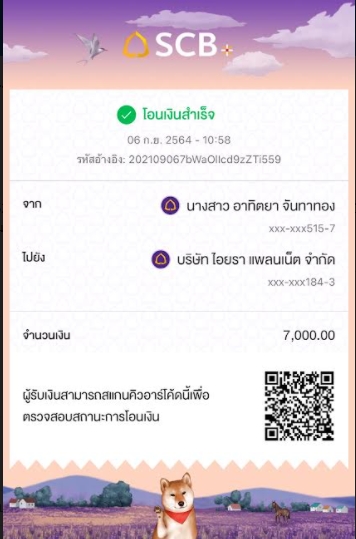 SCB
โอนเงินสำเร็จ
06 ก.ย. 2564 - 10:58
รหัสอ้างอิง: 202109067bWaOllcd9zZTi559
จาก
นางสาว อาทิตยา จันทาทอง
xxx-xxx515-7
ไปยัง
บริษัท ไอยรา แพลนเน็ต จำกัด
xxx-xxx184-3
จำนวนเงิน
7,000.00
ผู้รับเงินสามารถสแกนคิวอาร์โค้ดนี้เพื่อ
ตรวจสอบสถานะการโอนเงิน